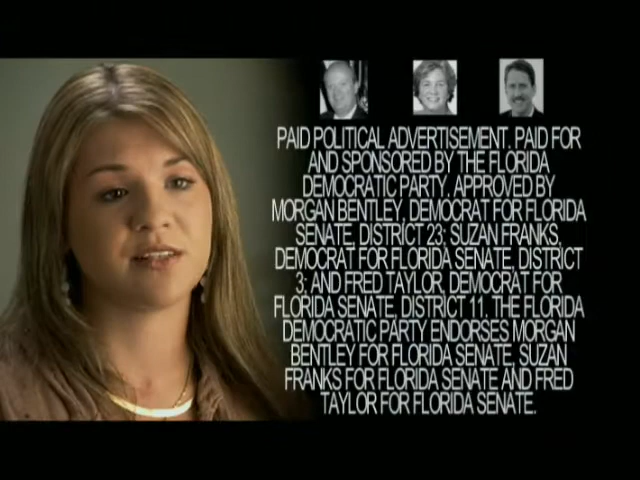 PAID POLITICAL ADVERTISEMENT. PAID FOR
AND SPONSORED BY THE FLORIDA
DEMOCRATIC PARTY. APPROVED BY
MORGAN BENTLEY, DEMOCRAT FOR FLORIDA
SENATE, DISTRICT 23; SUZAN FRANKS,
DEMOCRAT FOR FLORIDA SENATE, DISTRICT
3; AND FRED TAYLOR, DEMOCRAT FOR
FLORIDA SENATE, DISTRICT 11. THE FLORIDA
DEMOCRATIC PARTY ENDORSES MORGAN
BENTLEY FOR FLORIDA SENATE, SUZAN
FRANKS FOR FLORIDA SENATE AND FRED
TAYLOR FOR FLORIDA SENATE.